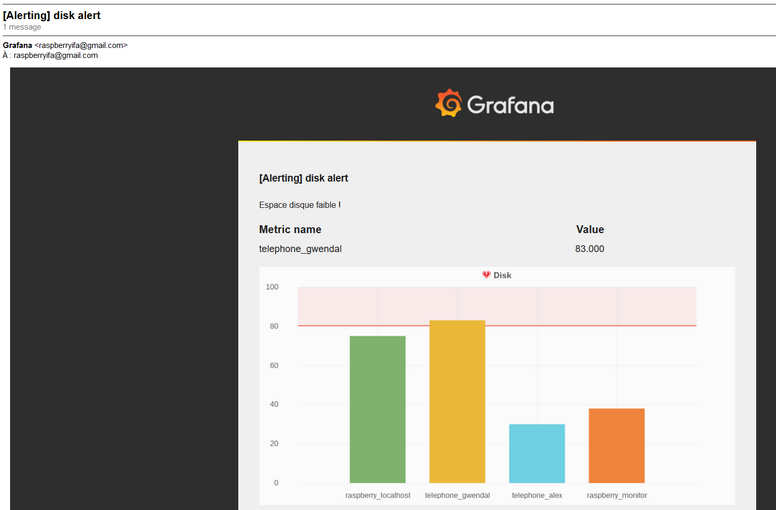 [Alerting] disk alert
1 message
Grafana <raspberryifa@gmail.com>
À : raspberryifa@gmail.com
Grafana
[Alerting] disk alert
Espace disque faible !
Metric name Value
telephone_gwendal 83.000
Disk
100
80
60
40
20
0
raspberry_localhost telephone_gwendal telephone_alex raspberry_monitor